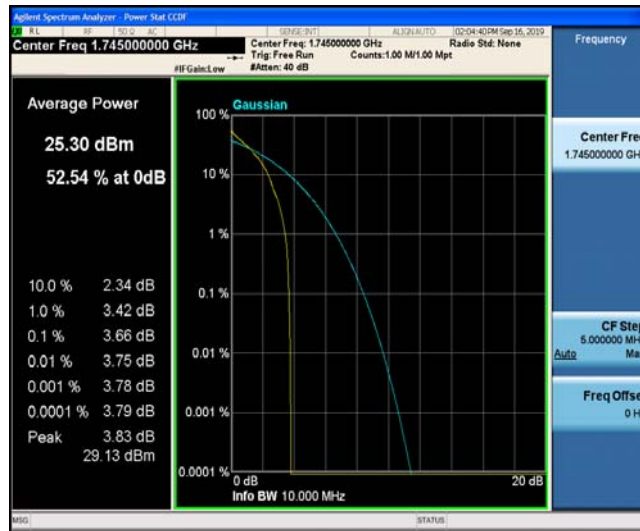 Agilent Spectrum Analyzer - Power Stat CCDF
RL RF 50 Ω AC SENSE:INT ALIGN AUTO 02:04:40 PM Sep 16, 2019
Center Freq 1.745000000 GHz
Center Freq: 1.745000000 GHz Radio Std: None
Trig: Free Run Counts:1.00 M/1.00 Mpt
#IFGain:Low #Atten: 40 dB
Frequency
Average Power
25.30 dBm
52.54 % at 0dB
10.0 % 2.34 dB
1.0 % 3.42 dB
0.1 % 3.66 dB
0.01 % 3.75 dB
0.001 % 3.78 dB
0.0001 % 3.79 dB
Peak 3.83 dB
29.13 dBm
Gaussian
100 %
10 %
1 %
0.1 %
0.01 %
0.001 %
0.0001 %
0 dB 20 dB
Info BW 10.000 MHz
Center Fre
1.745000000 GH
CF Step
5.000000 MH
Auto Ma
Freq Offse
0 H
MSG STATUS